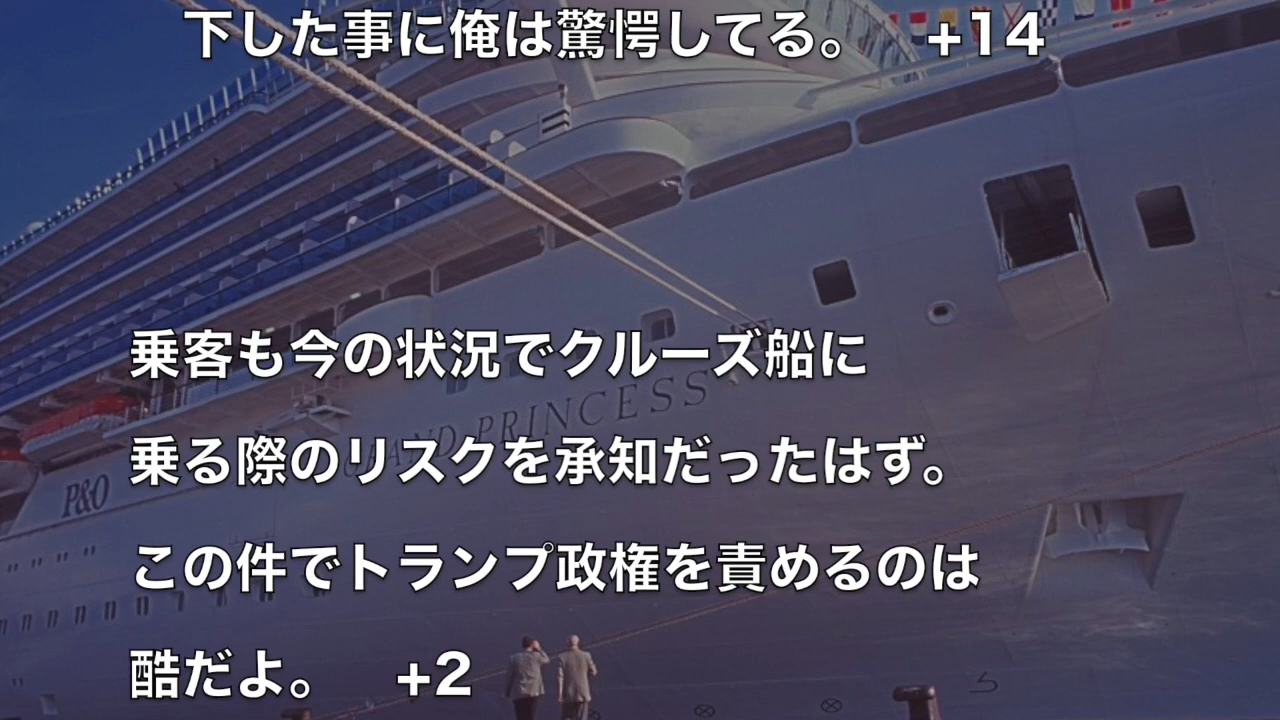 下した事に俺は驚愕してる。 +14
乗客も今の状況でクルーズ船に
GRAND PRINCESS
乗る際のリスクを承知だったはず。
P&O
この件でトランプ政権を責めるのは
酷だよ。 +2